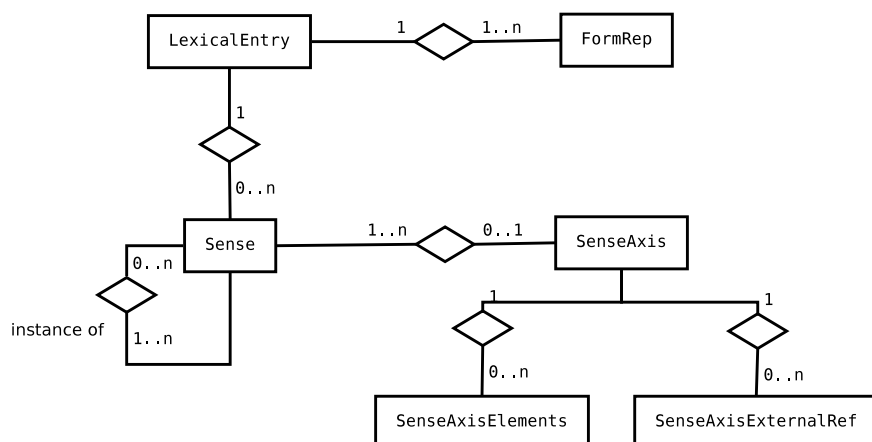 LexicalEntry
1
1..n
FormRep
1
0..n
Sense
1..n
0..1
SenseAxis
0..n
instance of
1..n
1
1
0..n
0..n
SenseAxisElements
SenseAxisExternalRef